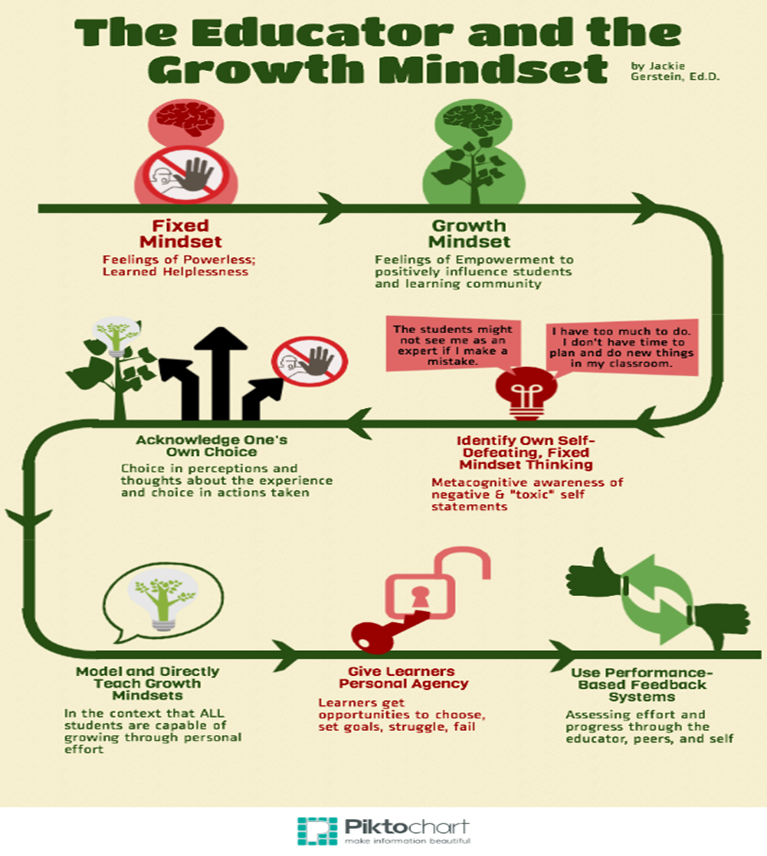 The Educator and the
Growth Mindset
by Jackie
Gerstein, Ed.D.
Fixed
Mindset
Feelings of Powerless;
Learned Helplessness
Growth
Mindset
Feelings of Empowerment to
positively influence students
and learning community
The students might
not see me as an
expert if I make a
mistake.
I have too much to do.
I don't have time to
plan and do new things
in my classroom.
Identify Own Self-
Defeating, Fixed
Mindset Thinking
Metacognitive awareness of
negative & "toxic" self
statements
Acknowledge One's
Own Choice
Choice in perceptions and
thoughts about the experience
and choice in actions taken
Model and Directly
Teach Growth
Mindsets
In the context that ALL
students are capable of
growing through personal
effort
Give Learners
Personal Agency
Learners get
opportunities to choose,
set goals, struggle, fail
Use Performance-
Based Feedback
Systems
Assessing effort and
progress through the
educator, peers, and self
Piktochart
make information beautiful